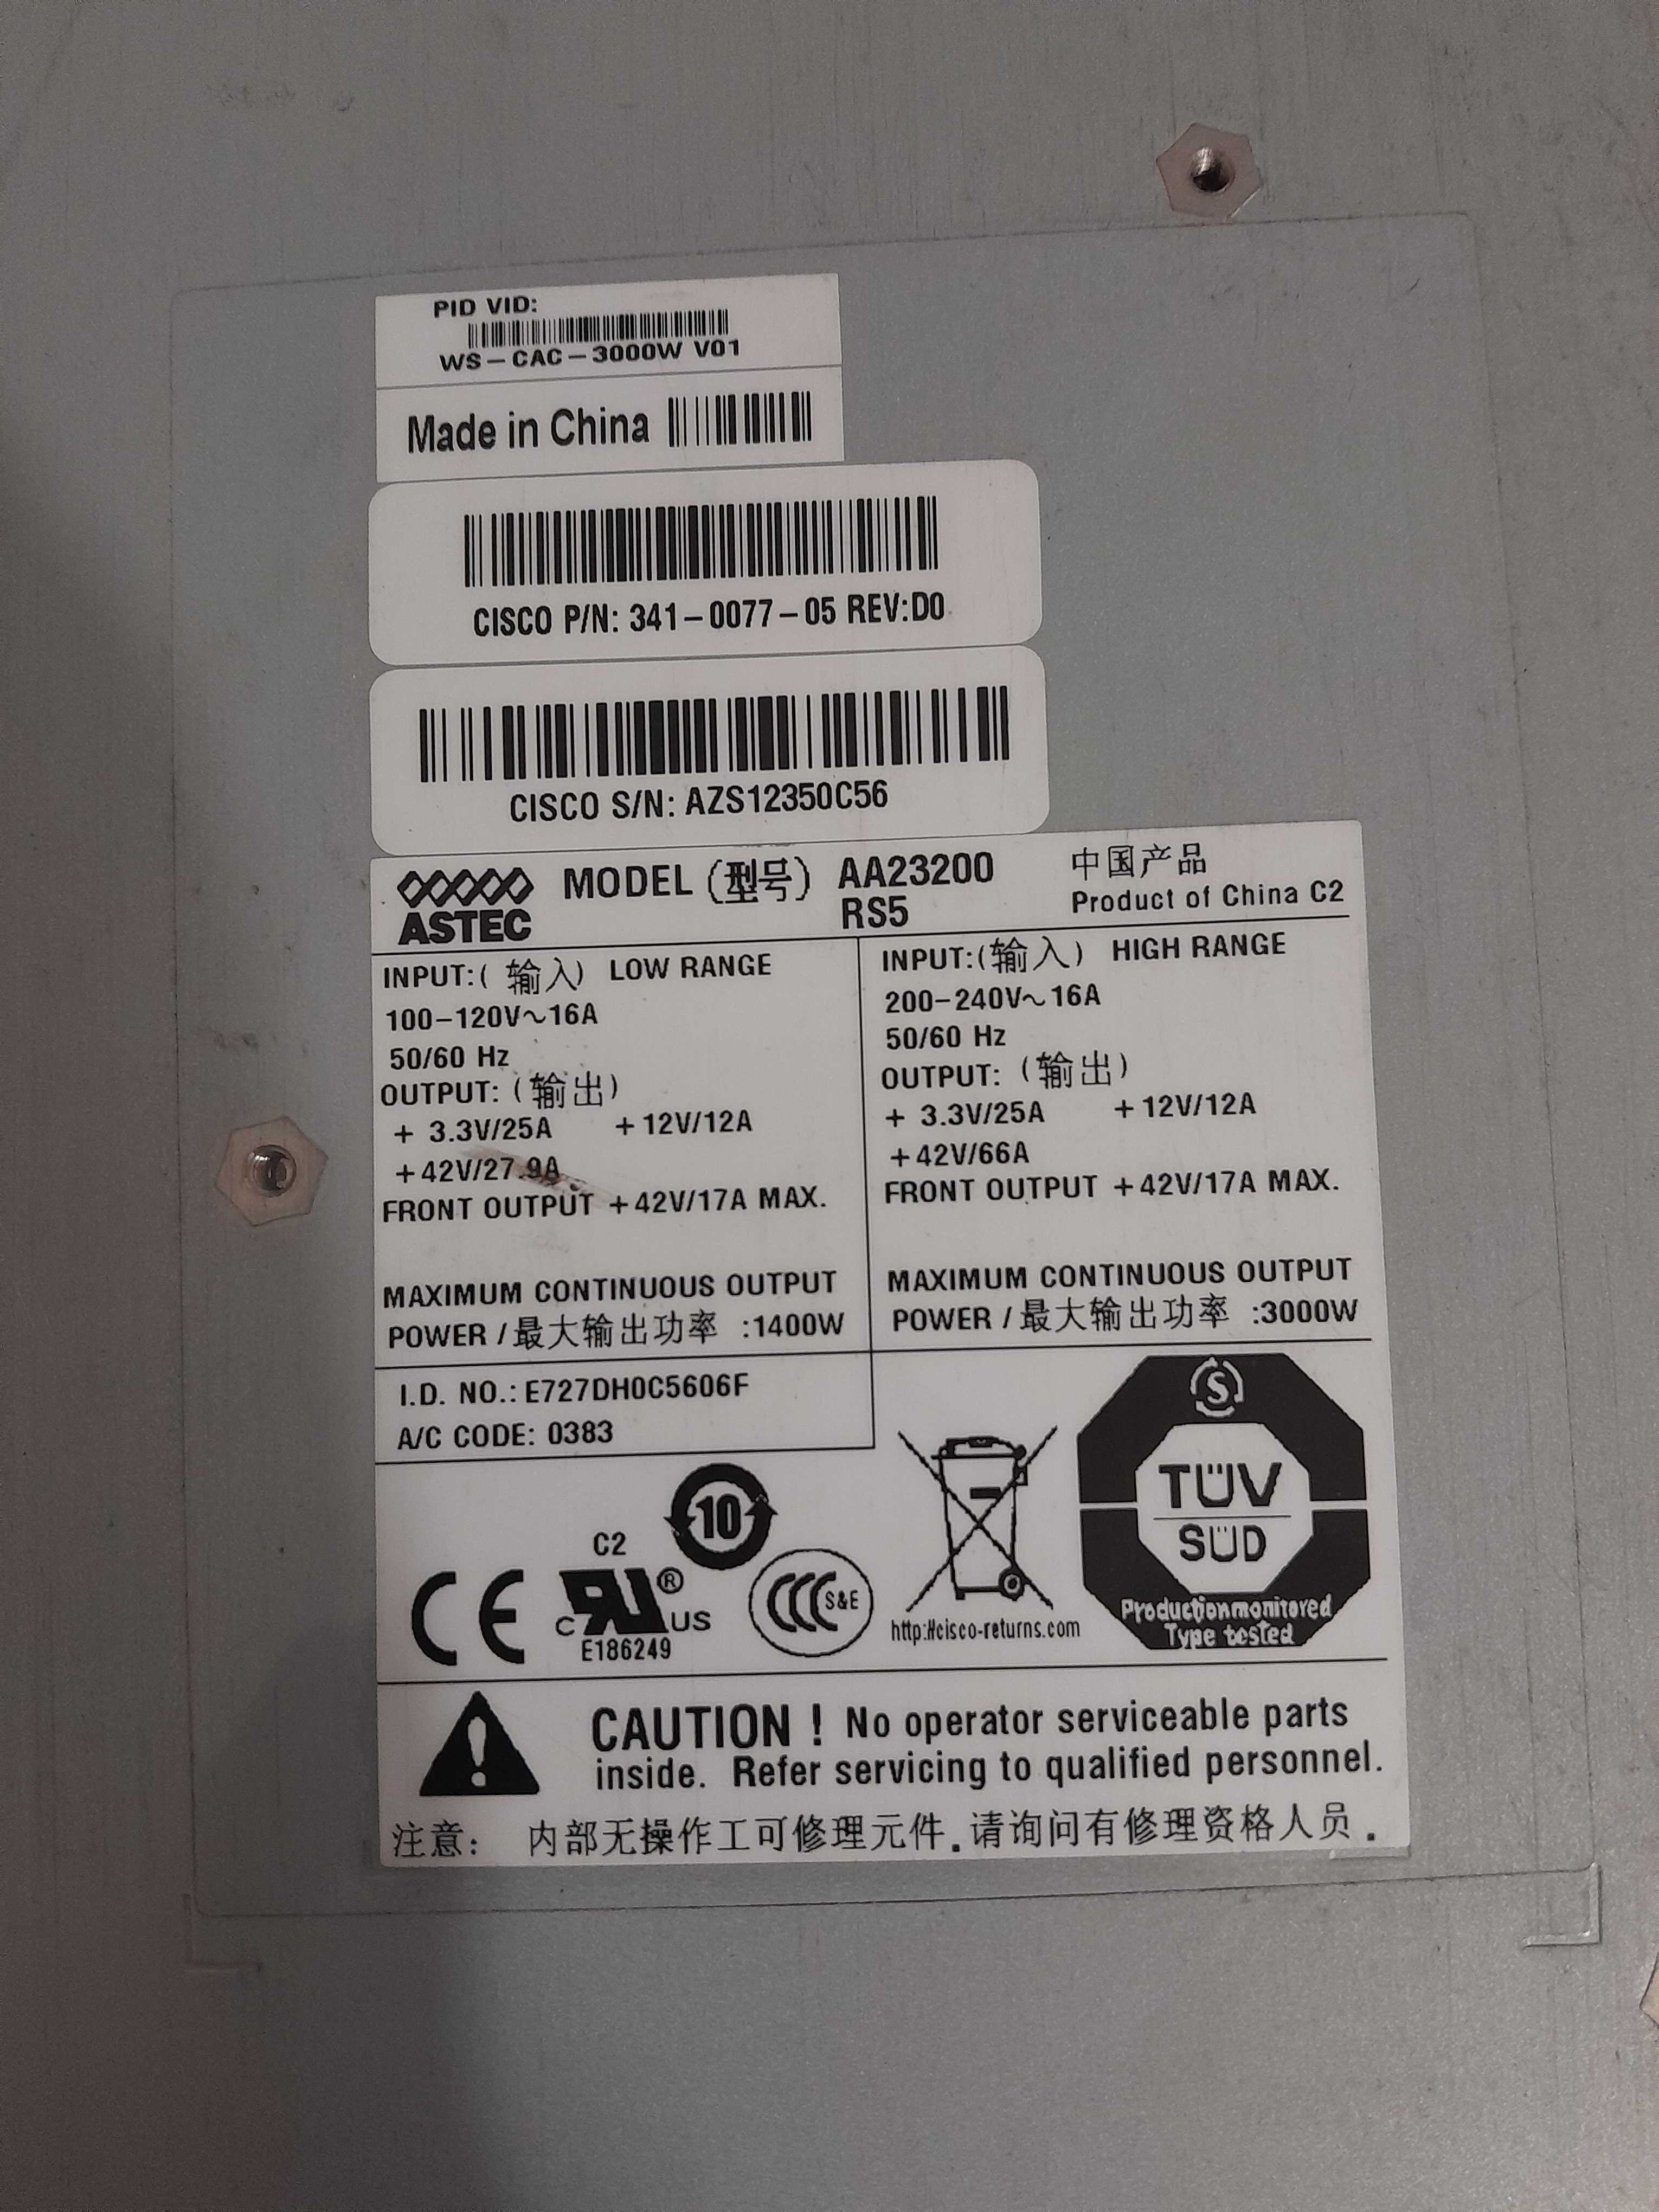 PID VID:
WS-CAC-3000W V01
Made in China
CISCO P/N: 341-0077-05 REV:D0
CISCO S/N: AZS12350C56
ASTEC
MODEL (型号) AA23200
RS5
中国产品
Product of China C2
INPUT:(输入) LOW RANGE
100-120V~16A
50/60 Hz
OUTPUT: (输出)
+ 3.3V/25A +12V/12A
+42V/27.9A
FRONT OUTPUT +42V/17A MAX.
MAXIMUM CONTINUOUS OUTPUT
POWER /最大输出功率 :1400W
INPUT:(输入) HIGH RANGE
200-240V~16A
50/60 Hz
OUTPUT: (输出)
+ 3.3V/25A +12V/12A
+42V/66A
FRONT OUTPUT +42V/17A MAX.
MAXIMUM CONTINUOUS OUTPUT
POWER /最大输出功率 :3000W
I.D. NO.: E727DH0C5606F
A/C CODE: 0383
CE
C2
C RU® US
E186249
10
CCC S&E
http://cisco-returns.com
S
TÜV
SÜD
Production monitored
Type tested
CAUTION ! No operator serviceable parts
inside. Refer servicing to qualified personnel.
注意: 内部无操作工可修理元件.请询问有修理资格人员.